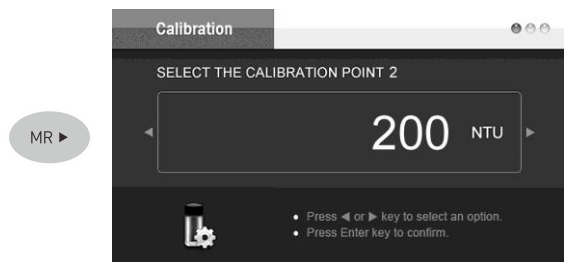 Calibration
SELECT THE CALIBRATION POINT 2
MR ▶
◀ 200 NTU ▶
• Press ◀ or ▶ key to select an option.
• Press Enter key to confirm.